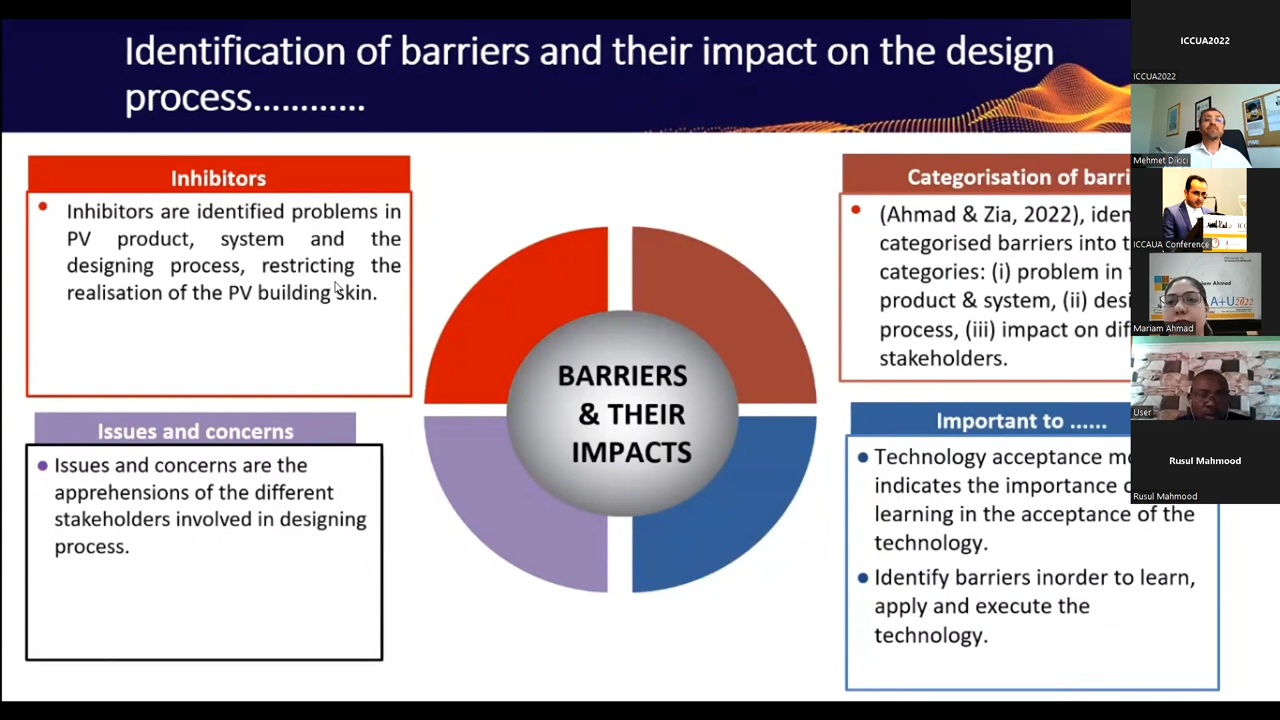 Identification of barriers and their impact on the design
process............
Inhibitors
Inhibitors are identified problems in
PV product, system and the
designing process, restricting the
realisation of the PV building skin.
Issues and concerns
Issues and concerns are the
apprehensions of the different
stakeholders involved in designing
process.
BARRIERS
& THEIR
IMPACTS
Categorisation of
(Ahmad & Zia, 2022),
categorised barriers into
categories: (i) problem in
product & system, (ii)
process, (iii) impact on
stakeholders.
Important to ......
Technology acceptance
indicates the importance
learning in the acceptance of the
technology.
Identify barriers inorder to learn,
apply and execute the
technology.
ICCUA2022
ICCUA2022
Mehmet Dikici
ICCAUA Conference
Mariam Ahmad
A+U 2022
User
Rusul Mahmood
Rusul Mahmood